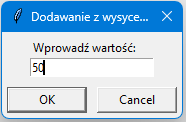 Dodawanie z wysyce...
Wprowadź wartość:
50
OK Cancel